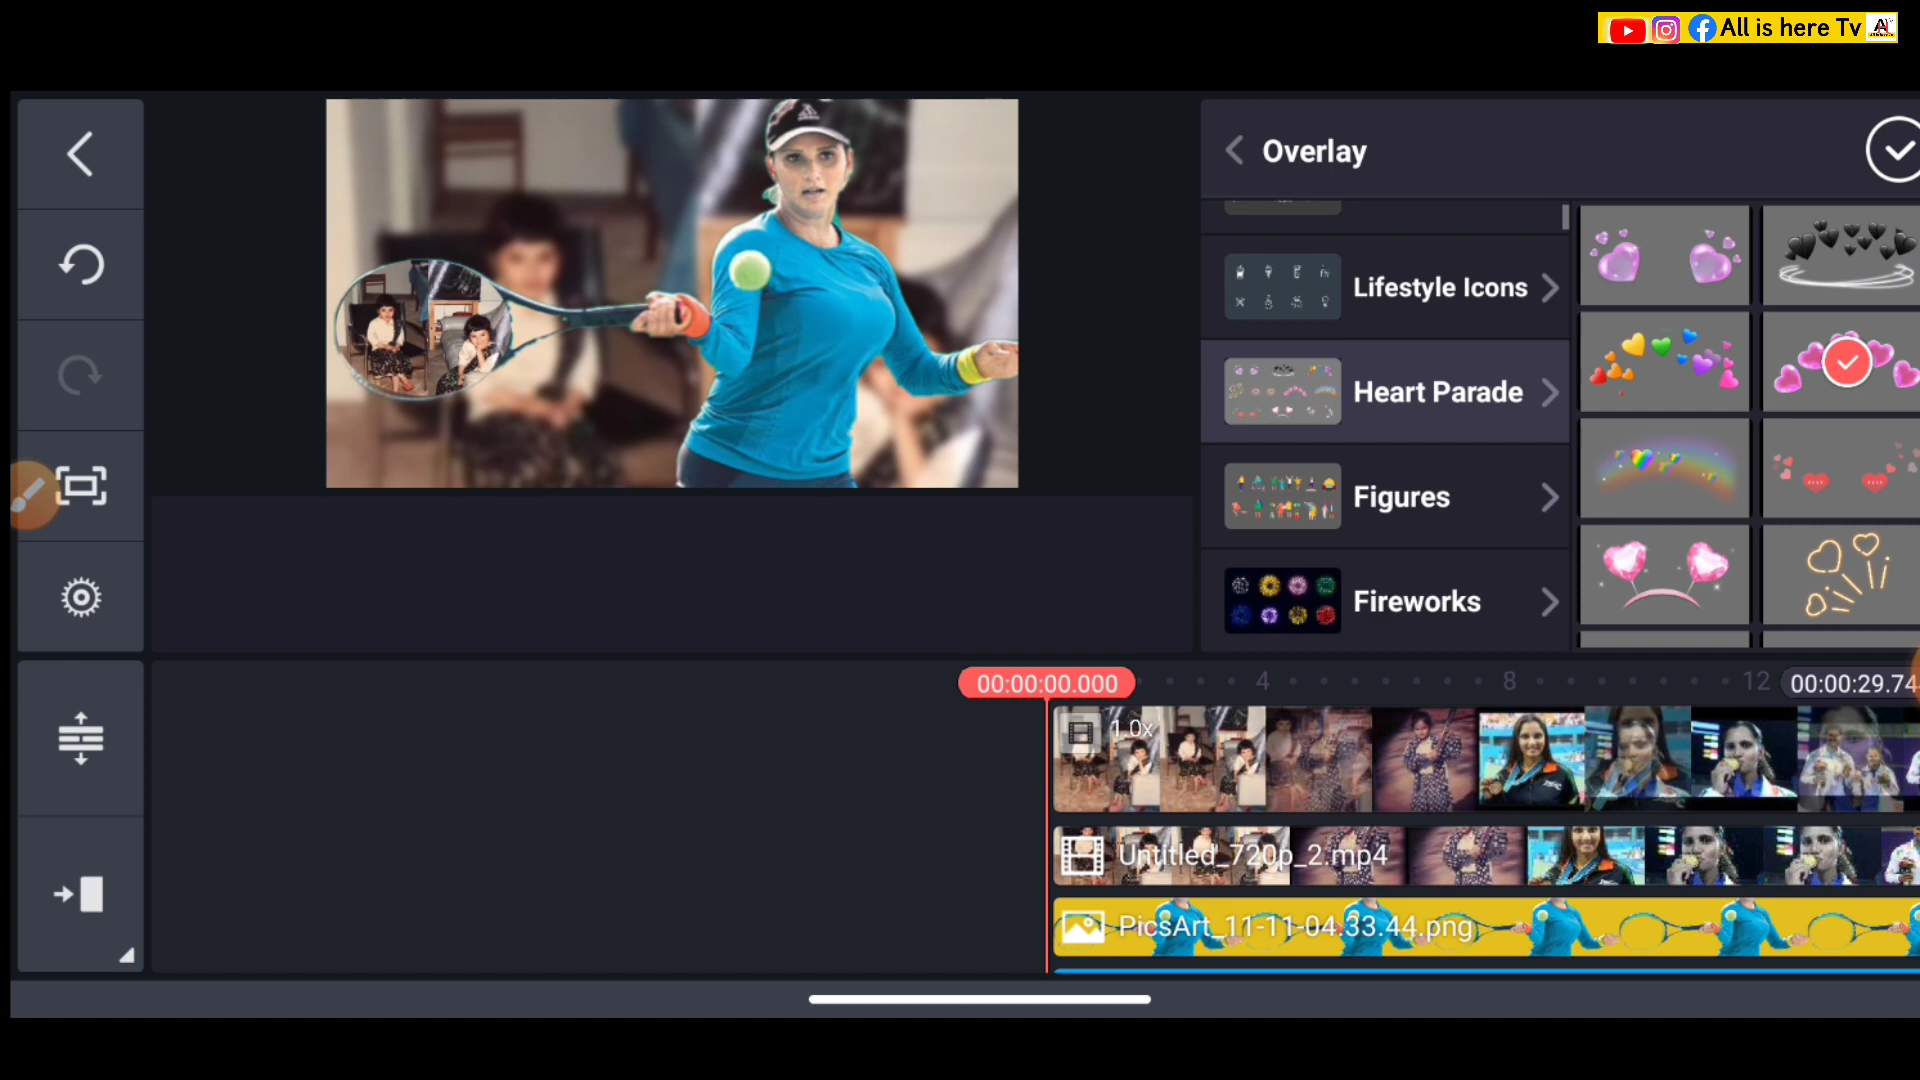 All is here Tv
Overlay
Lifestyle Icons
Heart Parade
Figures
Fireworks
00:00:00.000
4
8
12
00:00:29.74
1.0x
Untitled_720p_2.mp4
PicsArt_11-11-04.33.44.png